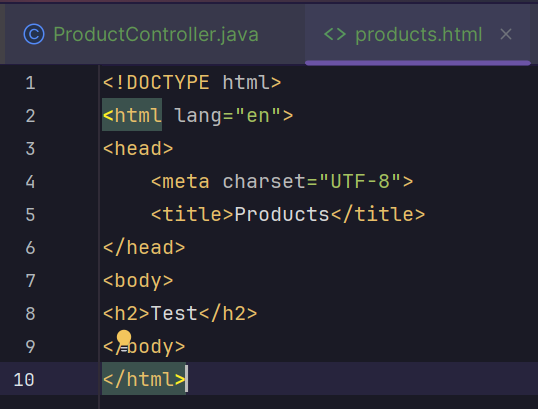 ProductController.java products.html
1 <!DOCTYPE html>
2 <html lang="en">
3 <head>
4     <meta charset="UTF-8">
5     <title>Products</title>
6 </head>
7 <body>
8 <h2>Test</h2>
9 </body>
10 </html>